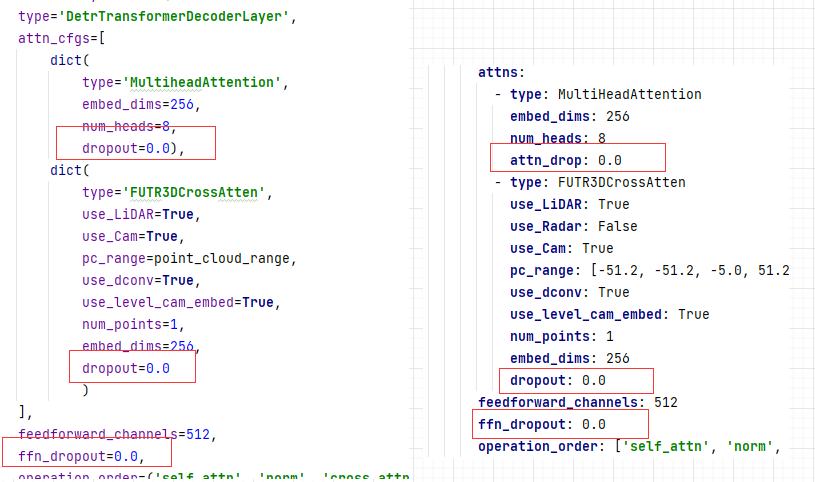 type='DetrTransformerDecoderLayer',
attn_cfgs=[
dict(
type='MultiheadAttention',
embed_dims=256,
num_heads=8,
dropout=0.0),
dict(
type='FUTR3DCrossAtten',
use_LiDAR=True,
use_Cam=True,
pc_range=point_cloud_range,
use_dconv=True,
use_level_cam_embed=True,
num_points=1,
embed_dims=256,
dropout=0.0
)
],
feedforward_channels=512,
ffn_dropout=0.0,
operation_order=('self_attn', 'norm', 'cross_attn
attns:
- type: MultiHeadAttention
embed_dims: 256
num_heads: 8
attn_drop: 0.0
- type: FUTR3DCrossAtten
use_LiDAR: True
use_Radar: False
use_Cam: True
pc_range: [-51.2, -51.2, -5.0, 51.2
use_dconv: True
use_level_cam_embed: True
num_points: 1
embed_dims: 256
dropout: 0.0
feedforward_channels: 512
ffn_dropout: 0.0
operation_order: ['self_attn', 'norm',